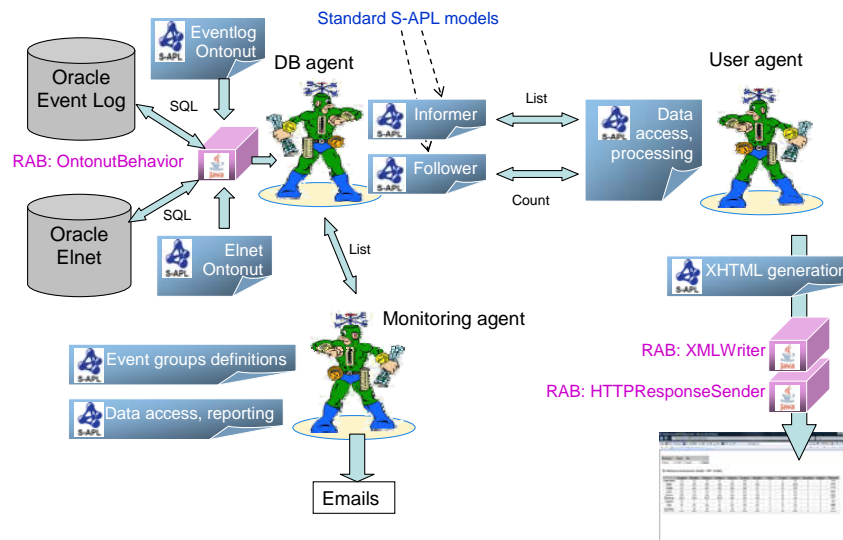 Standard S-APL models
Eventlog
Ontonut
S-APL
DB agent
User agent
Oracle
Event Log
SQL
Informer
S-APL
List
Data
access,
processing
S-APL
RAB: OntonutBehavior
Java
Follower
S-APL
Count
SQL
Oracle
EInet
EInet
Ontonut
S-APL
List
XHTML generation
S-APL
Monitoring agent
Event groups definitions
S-APL
RAB: XMLWriter
Java
RAB: HTTPResponseSender
Java
Data access, reporting
S-APL
Emails